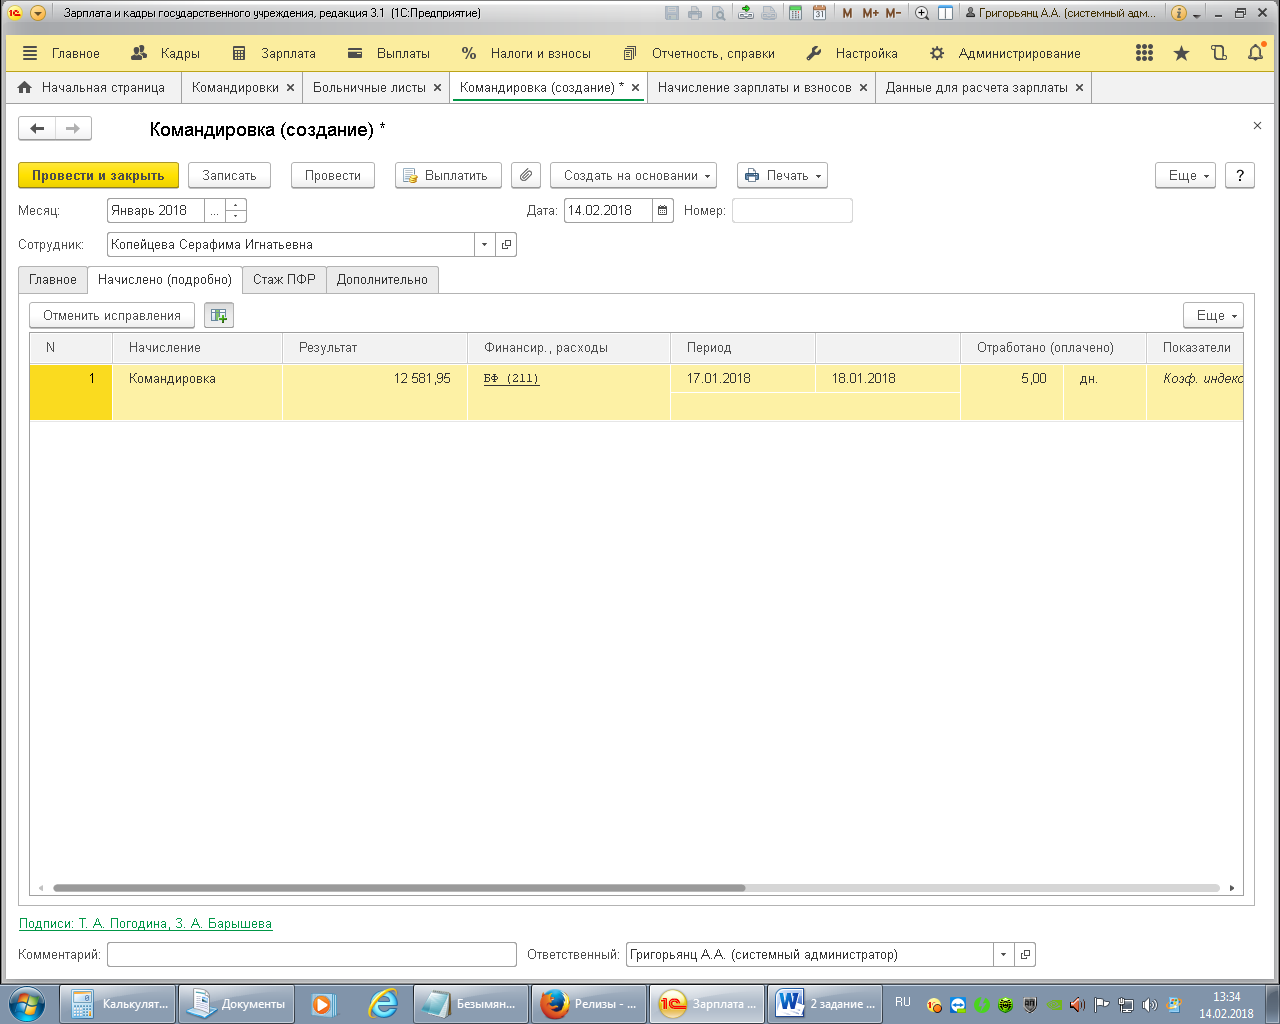 Зарплата и кадры государственного учреждения, редакция 3.1 (1С:Предприятие)
31 M M+ M- Григорьянц А.А. (системный адм...
Главное Кадры Зарплата Выплаты Налоги и взносы Отчетность, справки Настройка Администрирование
Начальная страница Командировки × Больничные листы × Командировка (создание) * × Начисление зарплаты и взносов × Данные для расчета зарплаты ×
Командировка (создание) *
Провести и закрыть Записать Провести Выплатить Создать на основании Печать Еще ?
Месяц: Январь 2018 ... Дата: 14.02.2018 Номер:
Сотрудник: Копейцева Серафима Игнатьевна
Главное Начислено (подробно) Стаж ПФР Дополнительно
Отменить исправления Еще
N Начисление Результат Финансир., расходы Период Отработано (оплачено) Показатели
1 Командировка 12 581,95 БФ (211) 17.01.2018 18.01.2018 5,00 дн. Коэф. индекс
Подписи: Т. А. Погодина, З. А. Барышева
Комментарий: Ответственный: Григорьянц А.А. (системный администратор)
Калькулят... Документы Безымян... Релизы - ... Зарплата ... 2 задание ... RU 13:34
14.02.2018